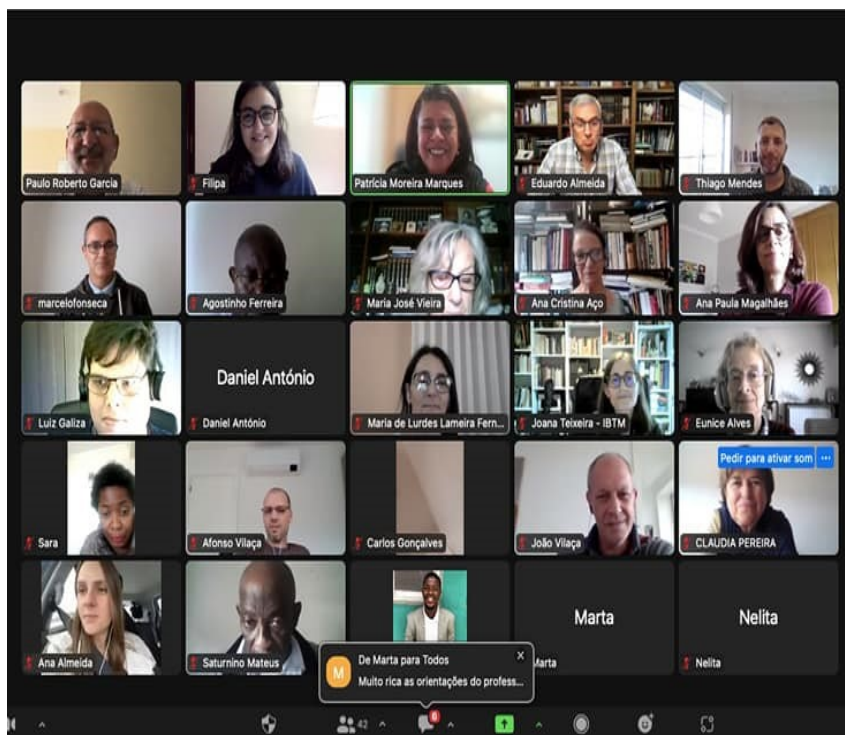 Paulo Roberto Garcia
Filipa
Patrícia Moreira Marques
Eduardo Almeida
Thiago Mendes
marcelofonseca
Agostinho Ferreira
Maria José Vieira
Ana Cristina Aço
Ana Paula Magalhães
Luiz Galiza
Daniel António
Daniel António
Maria de Lurdes Lameira Fern...
Joana Teixeira - IBTM
Eunice Alves
Pedir para ativar som
Sara
Afonso Vilaça
Carlos Gonçalves
João Vilaça
CLAUDIA PEREIRA
Marta
Nelita
Ana Almeida
Saturnino Mateus
Marta
Nelita
M
De Marta para Todos
Muito rica as orientações do profess...
42
6